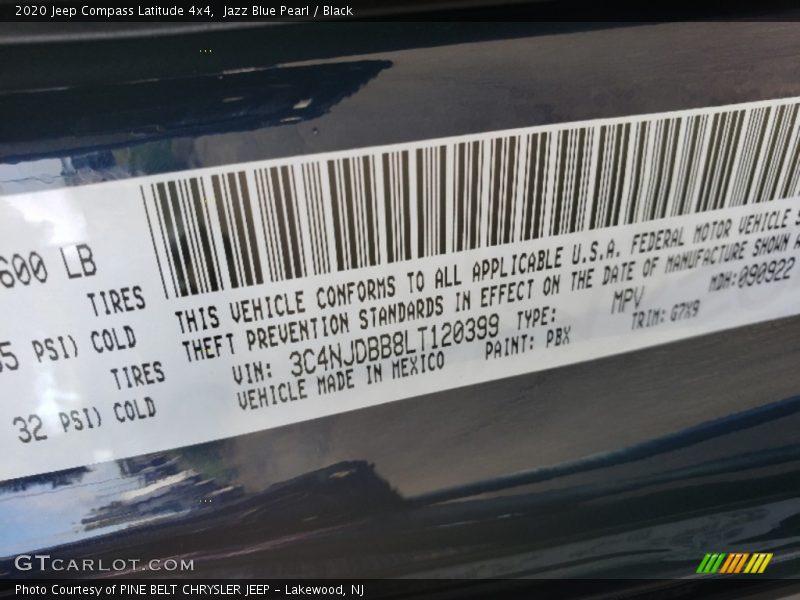 2020 Jeep Compass Latitude 4x4,  Jazz Blue Pearl / Black
600 LB
TIRES
PSI) COLD
TIRES
32 PSI) COLD
THIS VEHICLE CONFORMS TO ALL APPLICABLE U.S.A. FEDERAL MOTOR VEHICLE
THEFT PREVENTION STANDARDS IN EFFECT ON THE DATE OF MANUFACTURE SHOWN
VIN: 3C4NJDBB8LT120399 TYPE: MPV MDH:090922
VEHICLE MADE IN MEXICO PAINT: PBX TRIM: G7X9
GTCARLOT.COM
Photo Courtesy of PINE BELT CHRYSLER JEEP - Lakewood, NJ